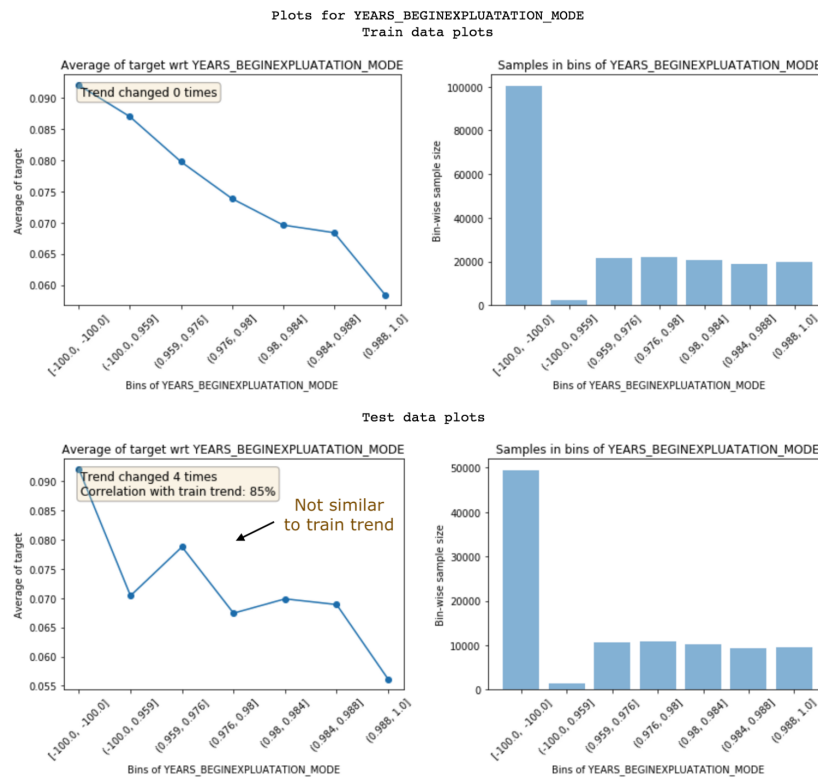 Plots for YEARS_BEGINEXPLUATATION_MODE
Train data plots
Average of target wrt YEARS_BEGINEXPLUATATION_MODE
Trend changed 0 times
Average of target
0.090
0.085
0.080
0.075
0.070
0.065
0.060
[-100.0, -100.0]
(-100.0, 0.959]
(0.959, 0.976]
(0.976, 0.98]
(0.98, 0.984]
(0.984, 0.988]
(0.988, 1.0]
Bins of YEARS_BEGINEXPLUATATION_MODE
Samples in bins of YEARS_BEGINEXPLUATATION_MODE
Bin-wise sample size
100000
80000
60000
40000
20000
0
[-100.0, -100.0]
(-100.0, 0.959]
(0.959, 0.976]
(0.976, 0.98]
(0.98, 0.984]
(0.984, 0.988]
(0.988, 1.0]
Bins of YEARS_BEGINEXPLUATATION_MODE
Test data plots
Average of target wrt YEARS_BEGINEXPLUATATION_MODE
Trend changed 4 times
Correlation with train trend: 85%
Not similar
to train trend
Average of target
0.090
0.085
0.080
0.075
0.070
0.065
0.060
0.055
[-100.0, -100.0]
(-100.0, 0.959]
(0.959, 0.976]
(0.976, 0.98]
(0.98, 0.984]
(0.984, 0.988]
(0.988, 1.0]
Bins of YEARS_BEGINEXPLUATATION_MODE
Samples in bins of YEARS_BEGINEXPLUATATION_MODE
Bin-wise sample size
50000
40000
30000
20000
10000
0
[-100.0, -100.0]
(-100.0, 0.959]
(0.959, 0.976]
(0.976, 0.98]
(0.98, 0.984]
(0.984, 0.988]
(0.988, 1.0]
Bins of YEARS_BEGINEXPLUATATION_MODE